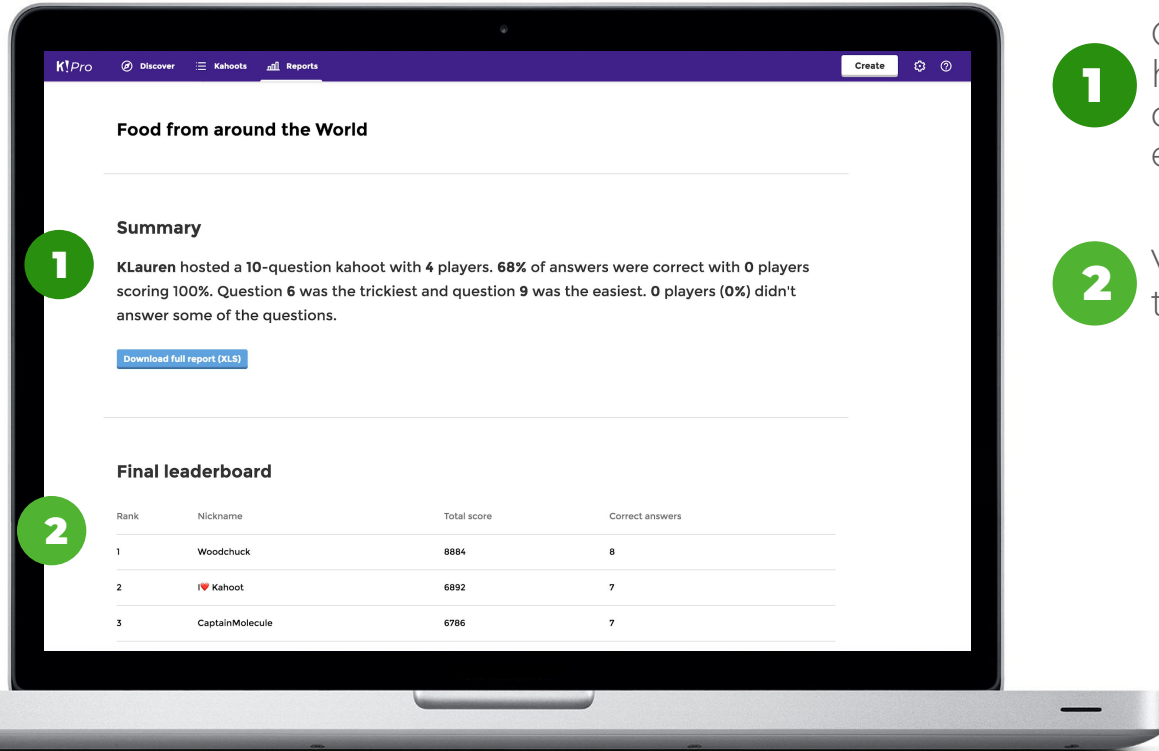 K!Pro Discover Kahoots Reports Create
Food from around the World
Summary
1
KLauren hosted a 10-question kahoot with 4 players. 68% of answers were correct with 0 players
scoring 100%. Question 6 was the trickiest and question 9 was the easiest. 0 players (0%) didn't
answer some of the questions.
Download full report (XLS)
Final leaderboard
2
Rank Nickname Total score Correct answers
1 Woodchuck 8884 8
2 I❤️ Kahoot 6892 7
3 CaptainMolecule 6786 7
1
2